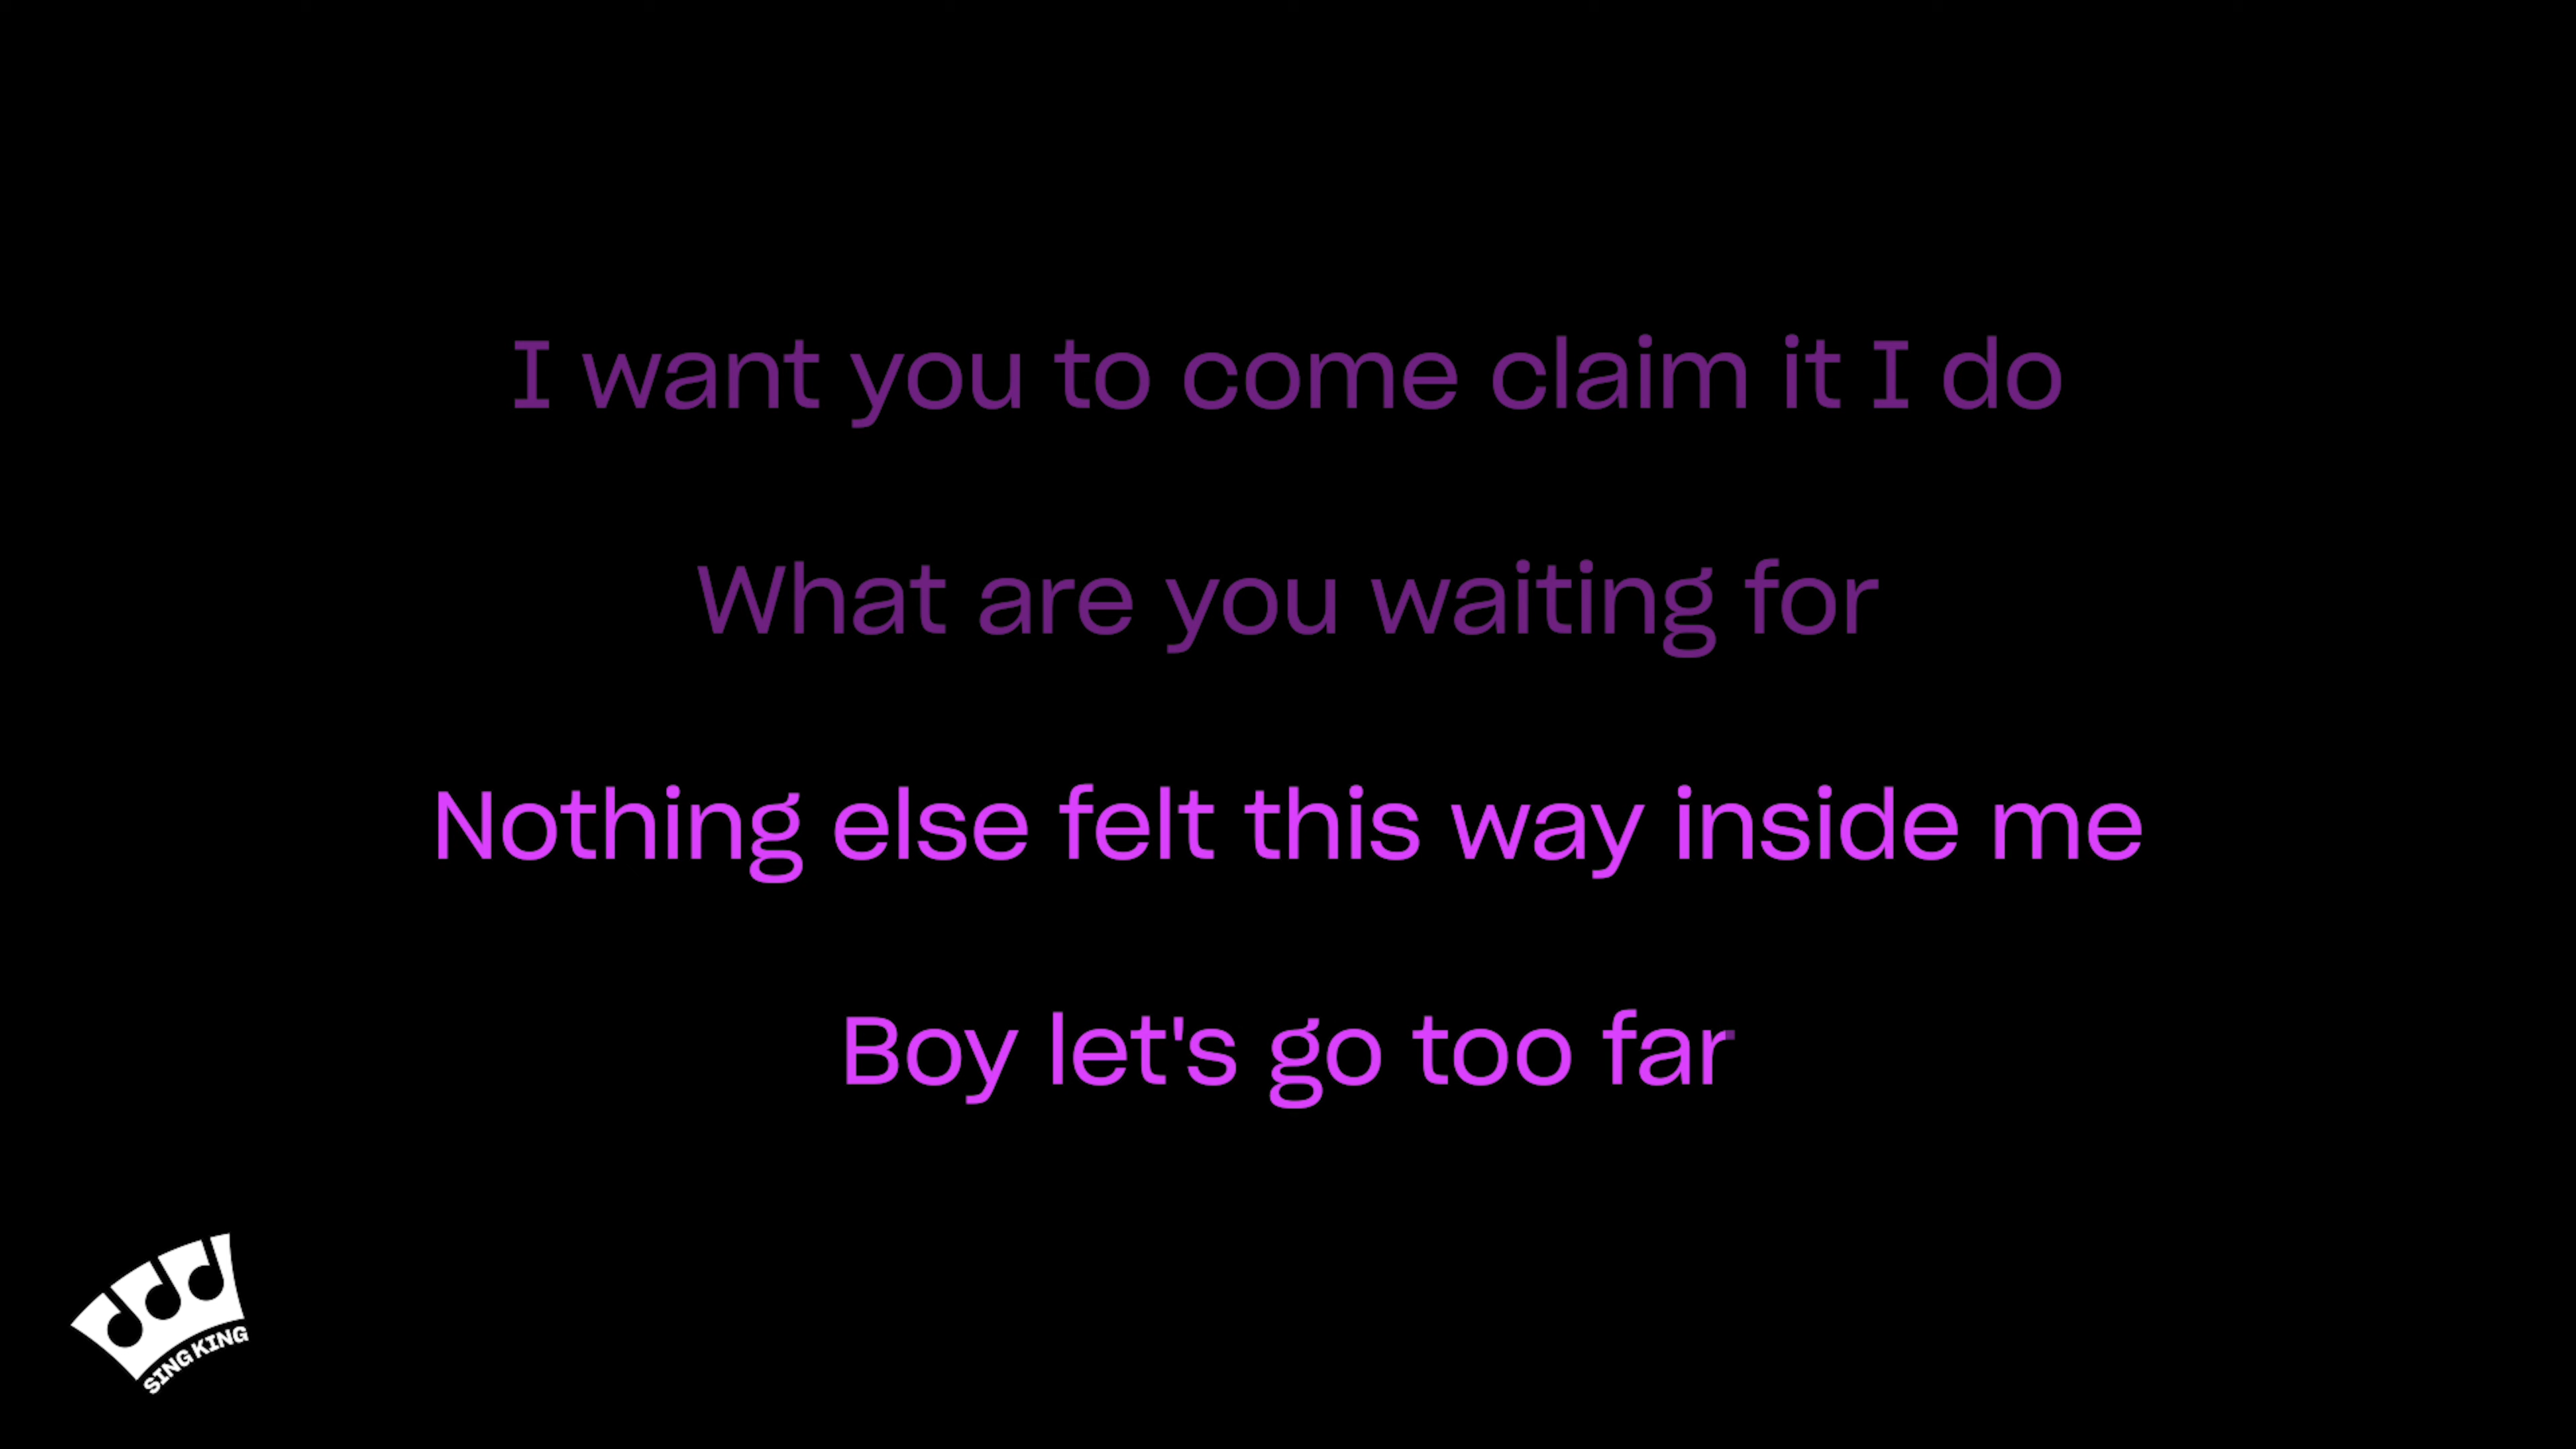 I want you to come claim it I do
What are you waiting for
Nothing else felt this way inside me
Boy let's go too far
SING KING